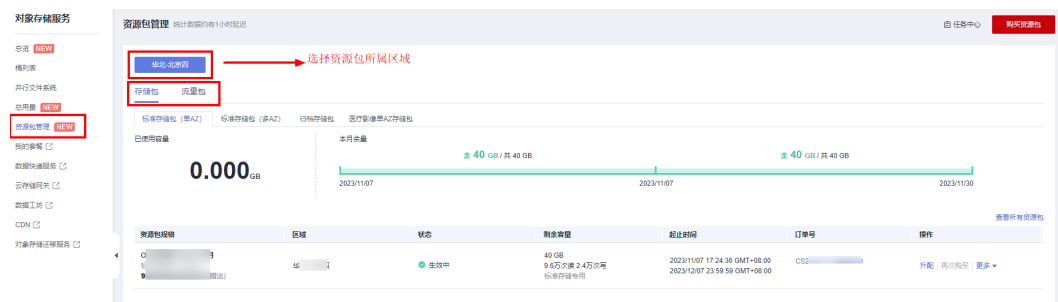 对象存储服务
总览 NEW
桶列表
并行文件系统
总用量 NEW
资源包管理 NEW
我的套餐
数据快递服务
云存储网关
数据工坊
CDN
对象存储迁移服务
资源包管理 统计数据约有1小时延迟
任务中心
购买资源包
华北-北京四
选择资源包所属区域
存储包 流量包
标准存储包 (单AZ) 标准存储包 (多AZ) 归档存储包 医疗影像单AZ存储包
已使用容量
0.000 GB
本月余量
余 40 GB / 共 40 GB
余 40 GB / 共 40 GB
2023/11/07
2023/11/07
2023/11/30
查看所有资源包
资源包规格 区域 状态 剩余容量 起止时间 订单号 操作
生效中
40 GB
9.6万次读 2.4万次写
标准存储专用
2023/11/07 17:24:36 GMT+08:00
2023/12/07 23:59:59 GMT+08:00
CS2
升配 再次购买 更多
赠送)